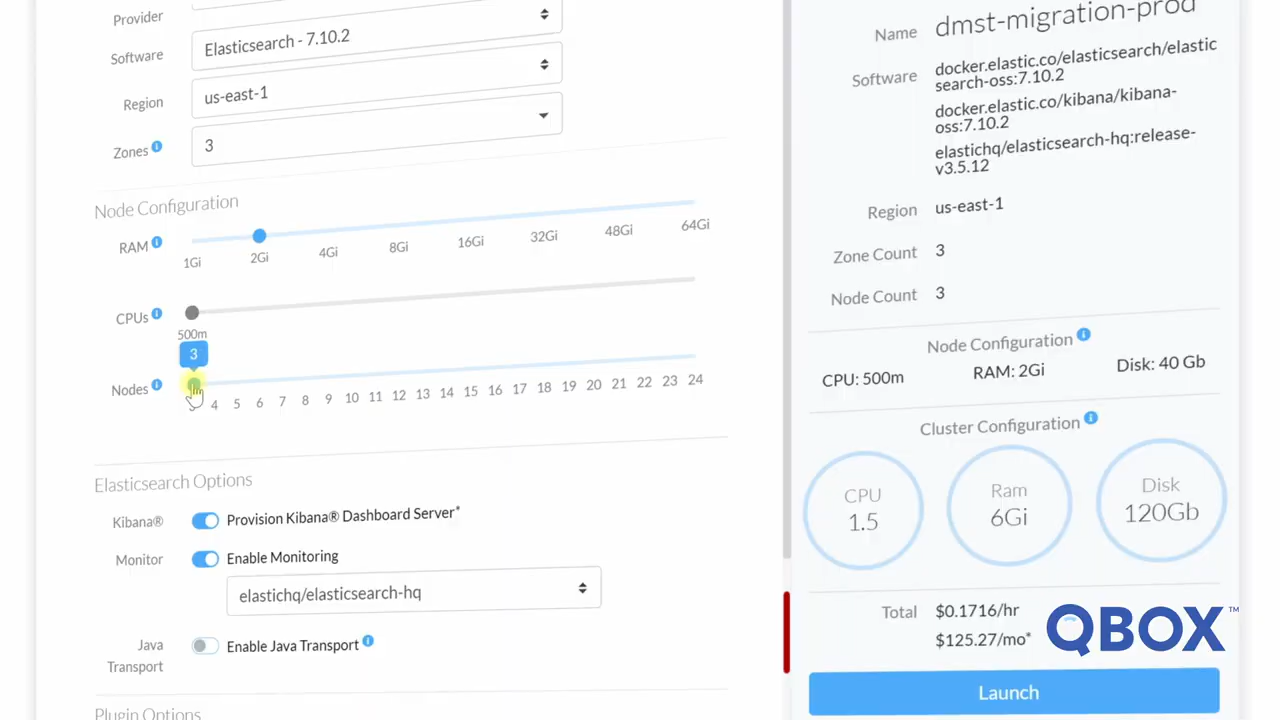 Provider
Software
Elasticsearch - 7.10.2
Region
us-east-1
Zones
3
Node Configuration
RAM
1Gi
2Gi
4Gi
8Gi
16Gi
32Gi
48Gi
64Gi
CPUs
500m
3
Nodes
4 5 6 7 8 9 10 11 12 13 14 15 16 17 18 19 20 21 22 23 24
Elasticsearch Options
Kibana®
Provision Kibana® Dashboard Server*
Monitor
Enable Monitoring
elastichq/elasticsearch-hq
Java
Transport
Enable Java Transport
Plugin Options
Name
dmst-migration-prod
Software
docker.elastic.co/elasticsearch/elastic
search-oss:7.10.2
docker.elastic.co/kibana/kibana-
oss:7.10.2
elastichq/elasticsearch-hq:release-
v3.5.12
Region
us-east-1
Zone Count
3
Node Count
3
Node Configuration
CPU: 500m
RAM: 2Gi
Disk: 40 Gb
Cluster Configuration
CPU
1.5
Ram
6Gi
Disk
120Gb
Total
$0.1716/hr
$125.27/mo*
QBOX™
Launch